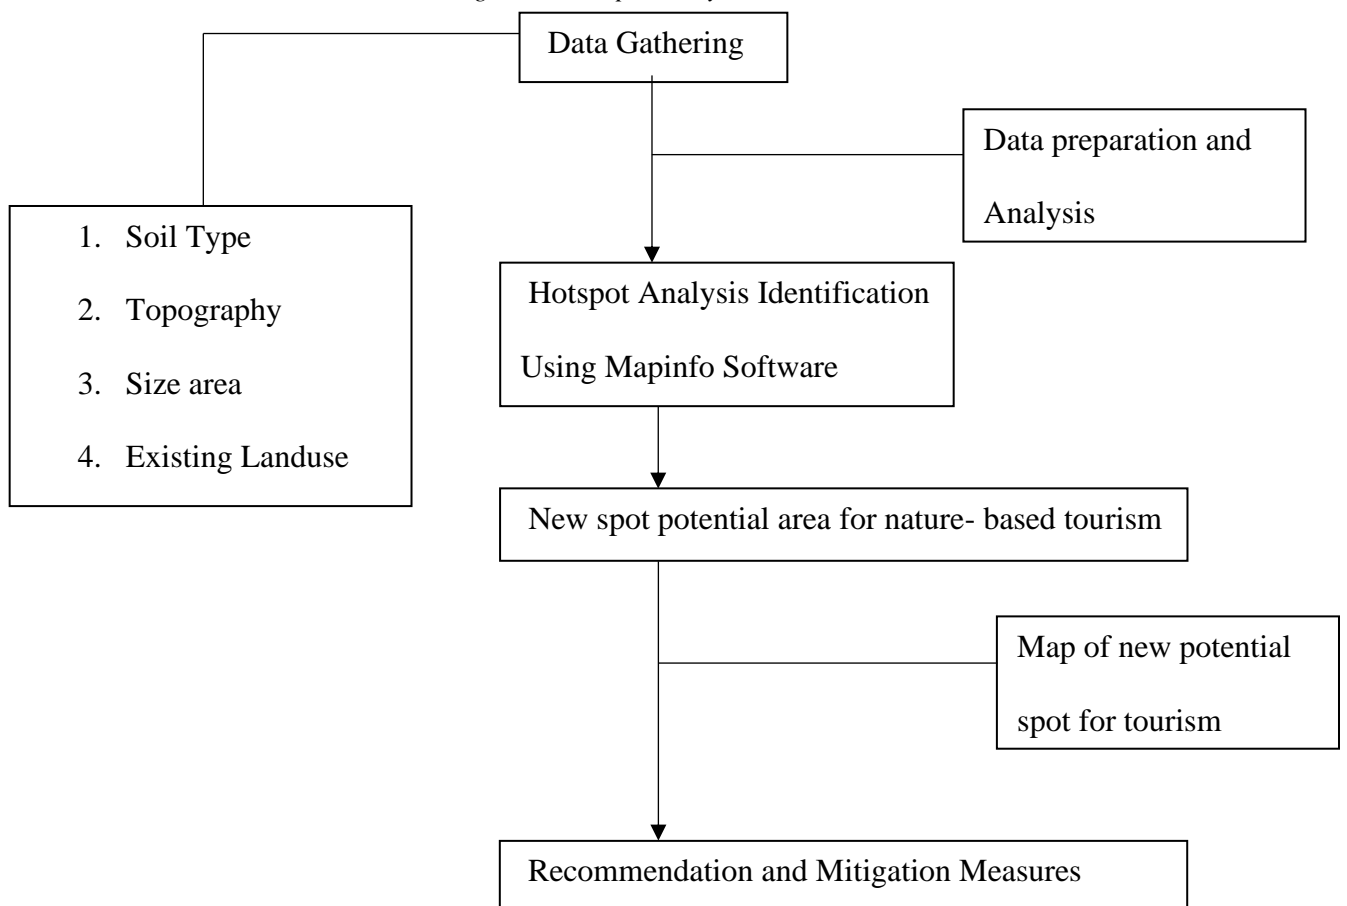 Data Gathering
Data preparation and
Analysis
1. Soil Type
2. Topography
3. Size area
4. Existing Landuse
Hotspot Analysis Identification
Using Mapinfo Software
New spot potential area for nature- based tourism
Map of new potential
spot for tourism
Recommendation and Mitigation Measures